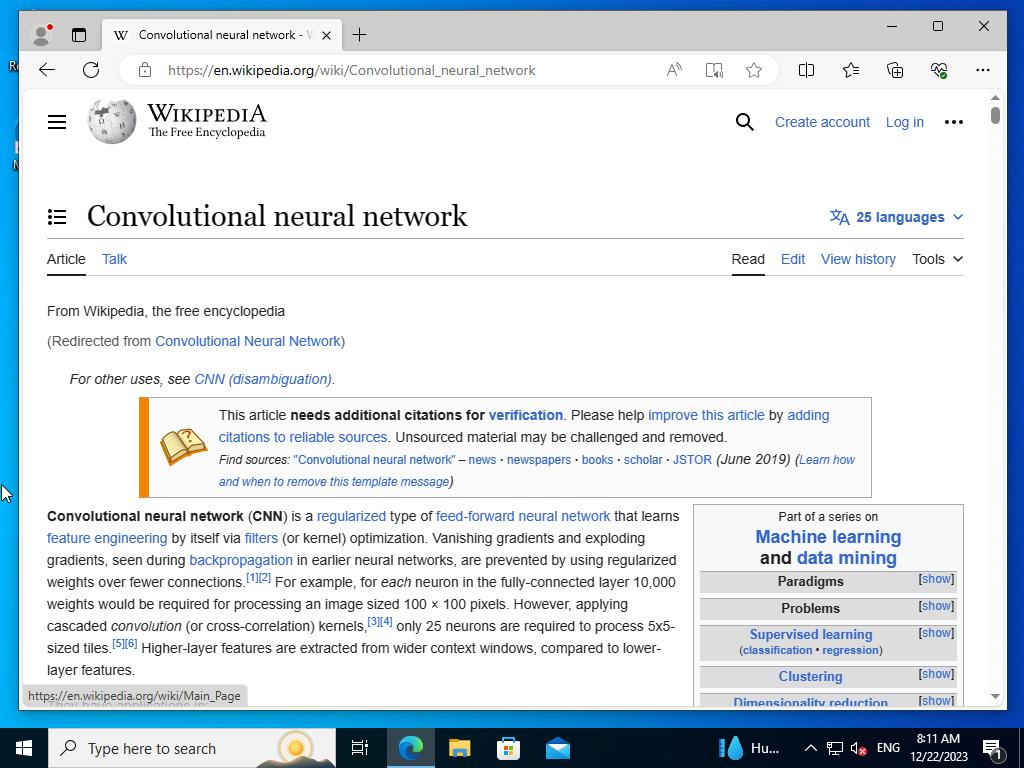 Convolutional neural network - W
https://en.wikipedia.org/wiki/Convolutional_neural_network
WIKIPEDIA
The Free Encyclopedia
Create account Log in
Convolutional neural network
25 languages
Article Talk Read Edit View history Tools
From Wikipedia, the free encyclopedia
(Redirected from Convolutional Neural Network)
For other uses, see CNN (disambiguation).
This article needs additional citations for verification. Please help improve this article by adding
citations to reliable sources. Unsourced material may be challenged and removed.
Find sources: "Convolutional neural network" – news · newspapers · books · scholar · JSTOR (June 2019) (Learn how
and when to remove this template message)
Convolutional neural network (CNN) is a regularized type of feed-forward neural network that learns
feature engineering by itself via filters (or kernel) optimization. Vanishing gradients and exploding
gradients, seen during backpropagation in earlier neural networks, are prevented by using regularized
weights over fewer connections.[1][2] For example, for each neuron in the fully-connected layer 10,000
weights would be required for processing an image sized 100 × 100 pixels. However, applying
cascaded convolution (or cross-correlation) kernels,[3][4] only 25 neurons are required to process 5x5-
sized tiles.[5][6] Higher-layer features are extracted from wider context windows, compared to lower-
layer features.
They have applications in:
Part of a series on
Machine learning
and data mining
Paradigms [show]
Problems [show]
Supervised learning [show]
(classification • regression)
Clustering [show]
Dimensionality reduction [show]
https://en.wikipedia.org/wiki/Main_Page
Type here to search
Hu...
ENG
8:11 AM
12/22/2023
1